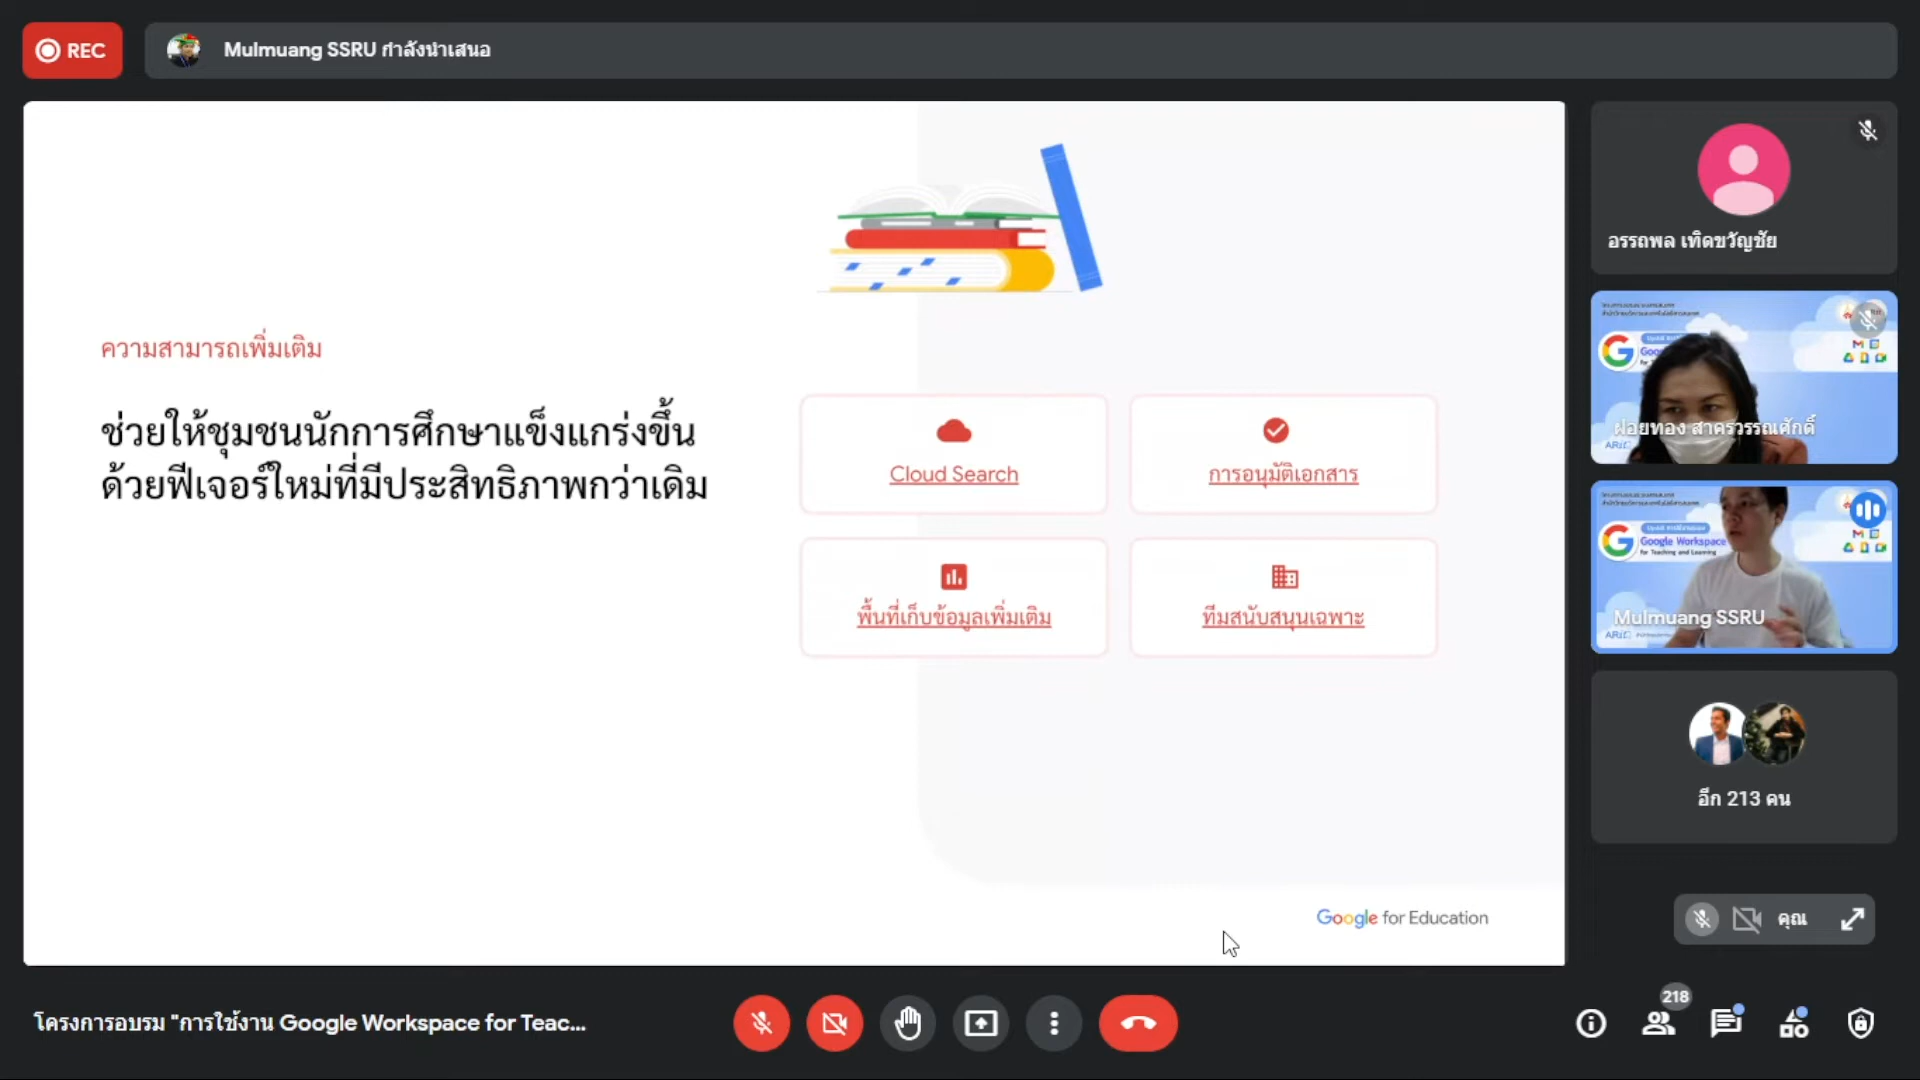 REC
Mulmuang SSRU กำลังนำเสนอ
ความสามารถเพิ่มเติม
ช่วยให้ชุมชนนักการศึกษาแข็งแกร่งขึ้น
ด้วยฟีเจอร์ใหม่ที่มีประสิทธิภาพกว่าเดิม
Cloud Search
การอนุมัติเอกสาร
พื้นที่เก็บข้อมูลเพิ่มเติม
ทีมสนับสนุนเฉพาะ
Google for Education
อรรถพล เทิดขวัญชัย
ฝอยทอง สาครวรรณศักดิ์
Google Workspace
for Teaching and Learning
Mulmuang SSRU
อีก 213 คน
คุณ
โครงการอบรม "การใช้งาน Google Workspace for Teac...
218